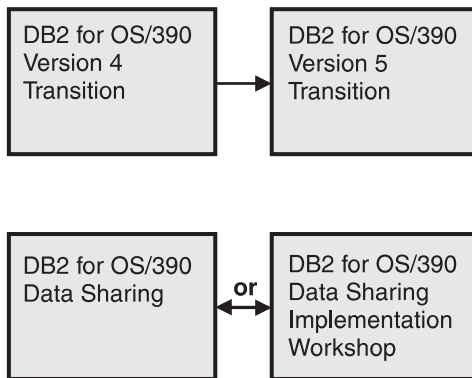 DB2 for OS/390
Version 4
Transition
DB2 for OS/390
Version 5
Transition
DB2 for OS/390
Data Sharing
or
DB2 for OS/390
Data Sharing
Implementation
Workshop